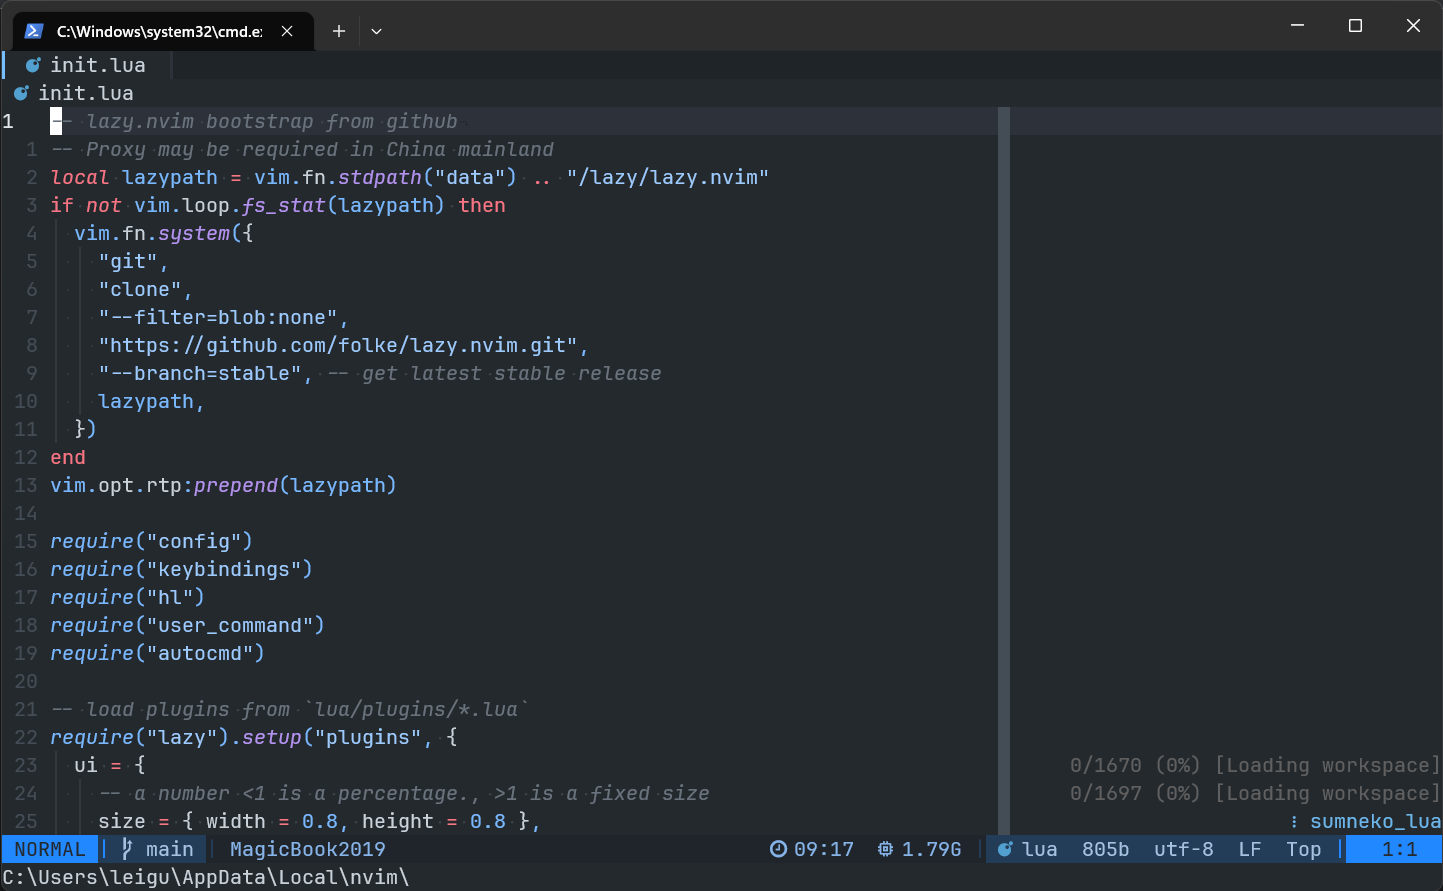 C:\Windows\system32\cmd.e
init.lua
init.lua
1 -- lazy.nvim bootstrap from github
1 -- Proxy may be required in China mainland
2 local lazypath = vim.fn.stdpath("data") .. "/lazy/lazy.nvim"
3 if not vim.loop.fs_stat(lazypath) then
4 vim.fn.system({
5 "git",
6 "clone",
7 "--filter=blob:none",
8 "https://github.com/folke/lazy.nvim.git",
9 "--branch=stable", -- get latest stable release
10 lazypath,
11 })
12 end
13 vim.opt.rtp:prepend(lazypath)
14
15 require("config")
16 require("keybindings")
17 require("hl")
18 require("user_command")
19 require("autocmd")
20
21 -- load plugins from `lua/plugins/*.lua`
22 require("lazy").setup("plugins", {
23 ui = {
24 -- a number <1 is a percentage., >1 is a fixed size
25 size = { width = 0.8, height = 0.8 },
0/1670 (0%) [Loading workspace]
0/1697 (0%) [Loading workspace]
sumneko_lua
NORMAL main MagicBook2019 09:17 1.79G lua 805b utf-8 LF Top 1:1
C:\Users\leigu\AppData\Local\nvim\